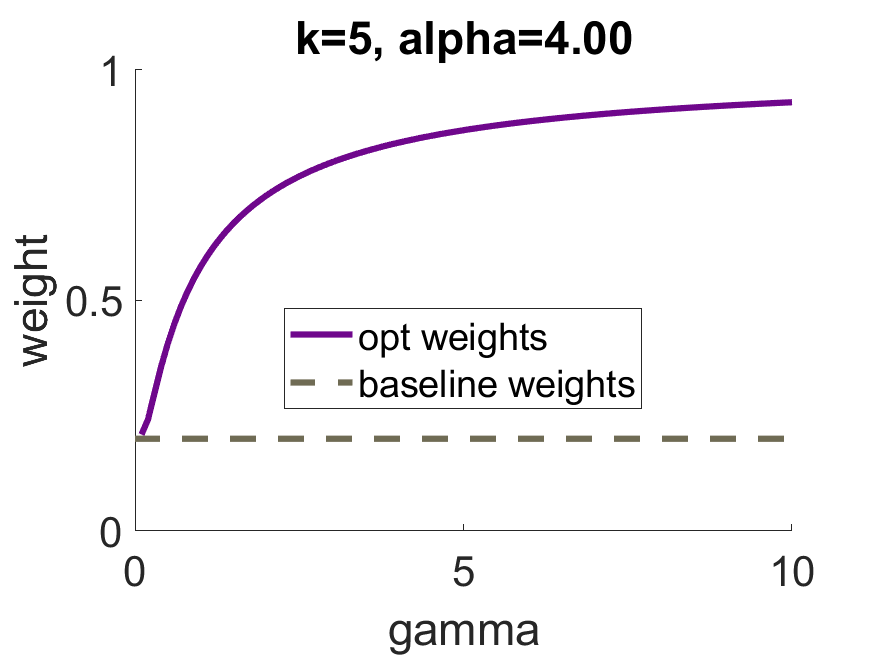 k=5, alpha=4.00
1
0.5
0
weight
opt weights
baseline weights
0
5
10
gamma